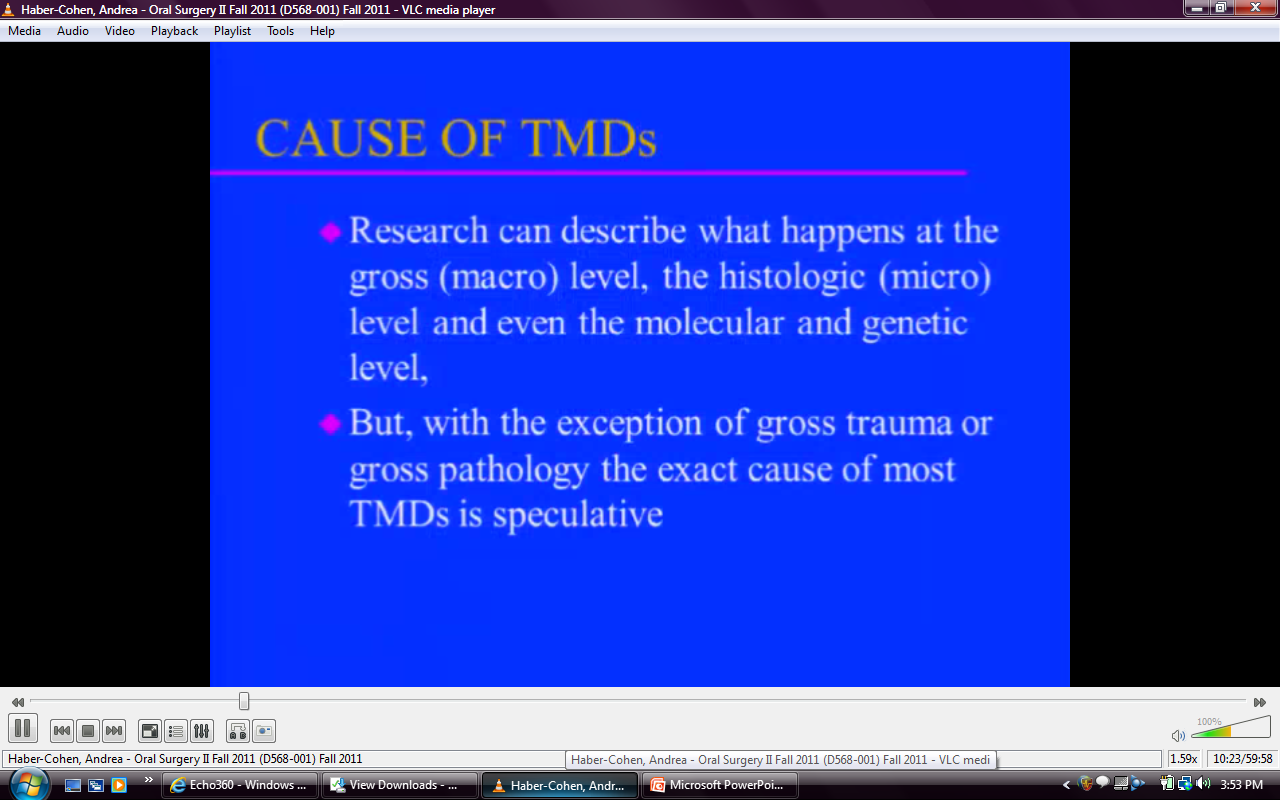 Haber-Cohen, Andrea - Oral Surgery II Fall 2011 (D568-001) Fall 2011 - VLC media player
Media Audio Video Playback Playlist Tools Help
CAUSE OF TMDs
Research can describe what happens at the
gross (macro) level, the histologic (micro)
level and even the molecular and genetic
level,
But, with the exception of gross trauma or
gross pathology the exact cause of most
TMDs is speculative
100%
Haber-Cohen, Andrea - Oral Surgery II Fall 2011 (D568-001) Fall 2011
Haber-Cohen, Andrea - Oral Surgery II Fall 2011 (D568-001) Fall 2011 - VLC medi
1.59x 10:23/59:58
Echo360 - Windows ...
View Downloads - ...
Haber-Cohen, Andr...
Microsoft PowerPoi...
3:53 PM